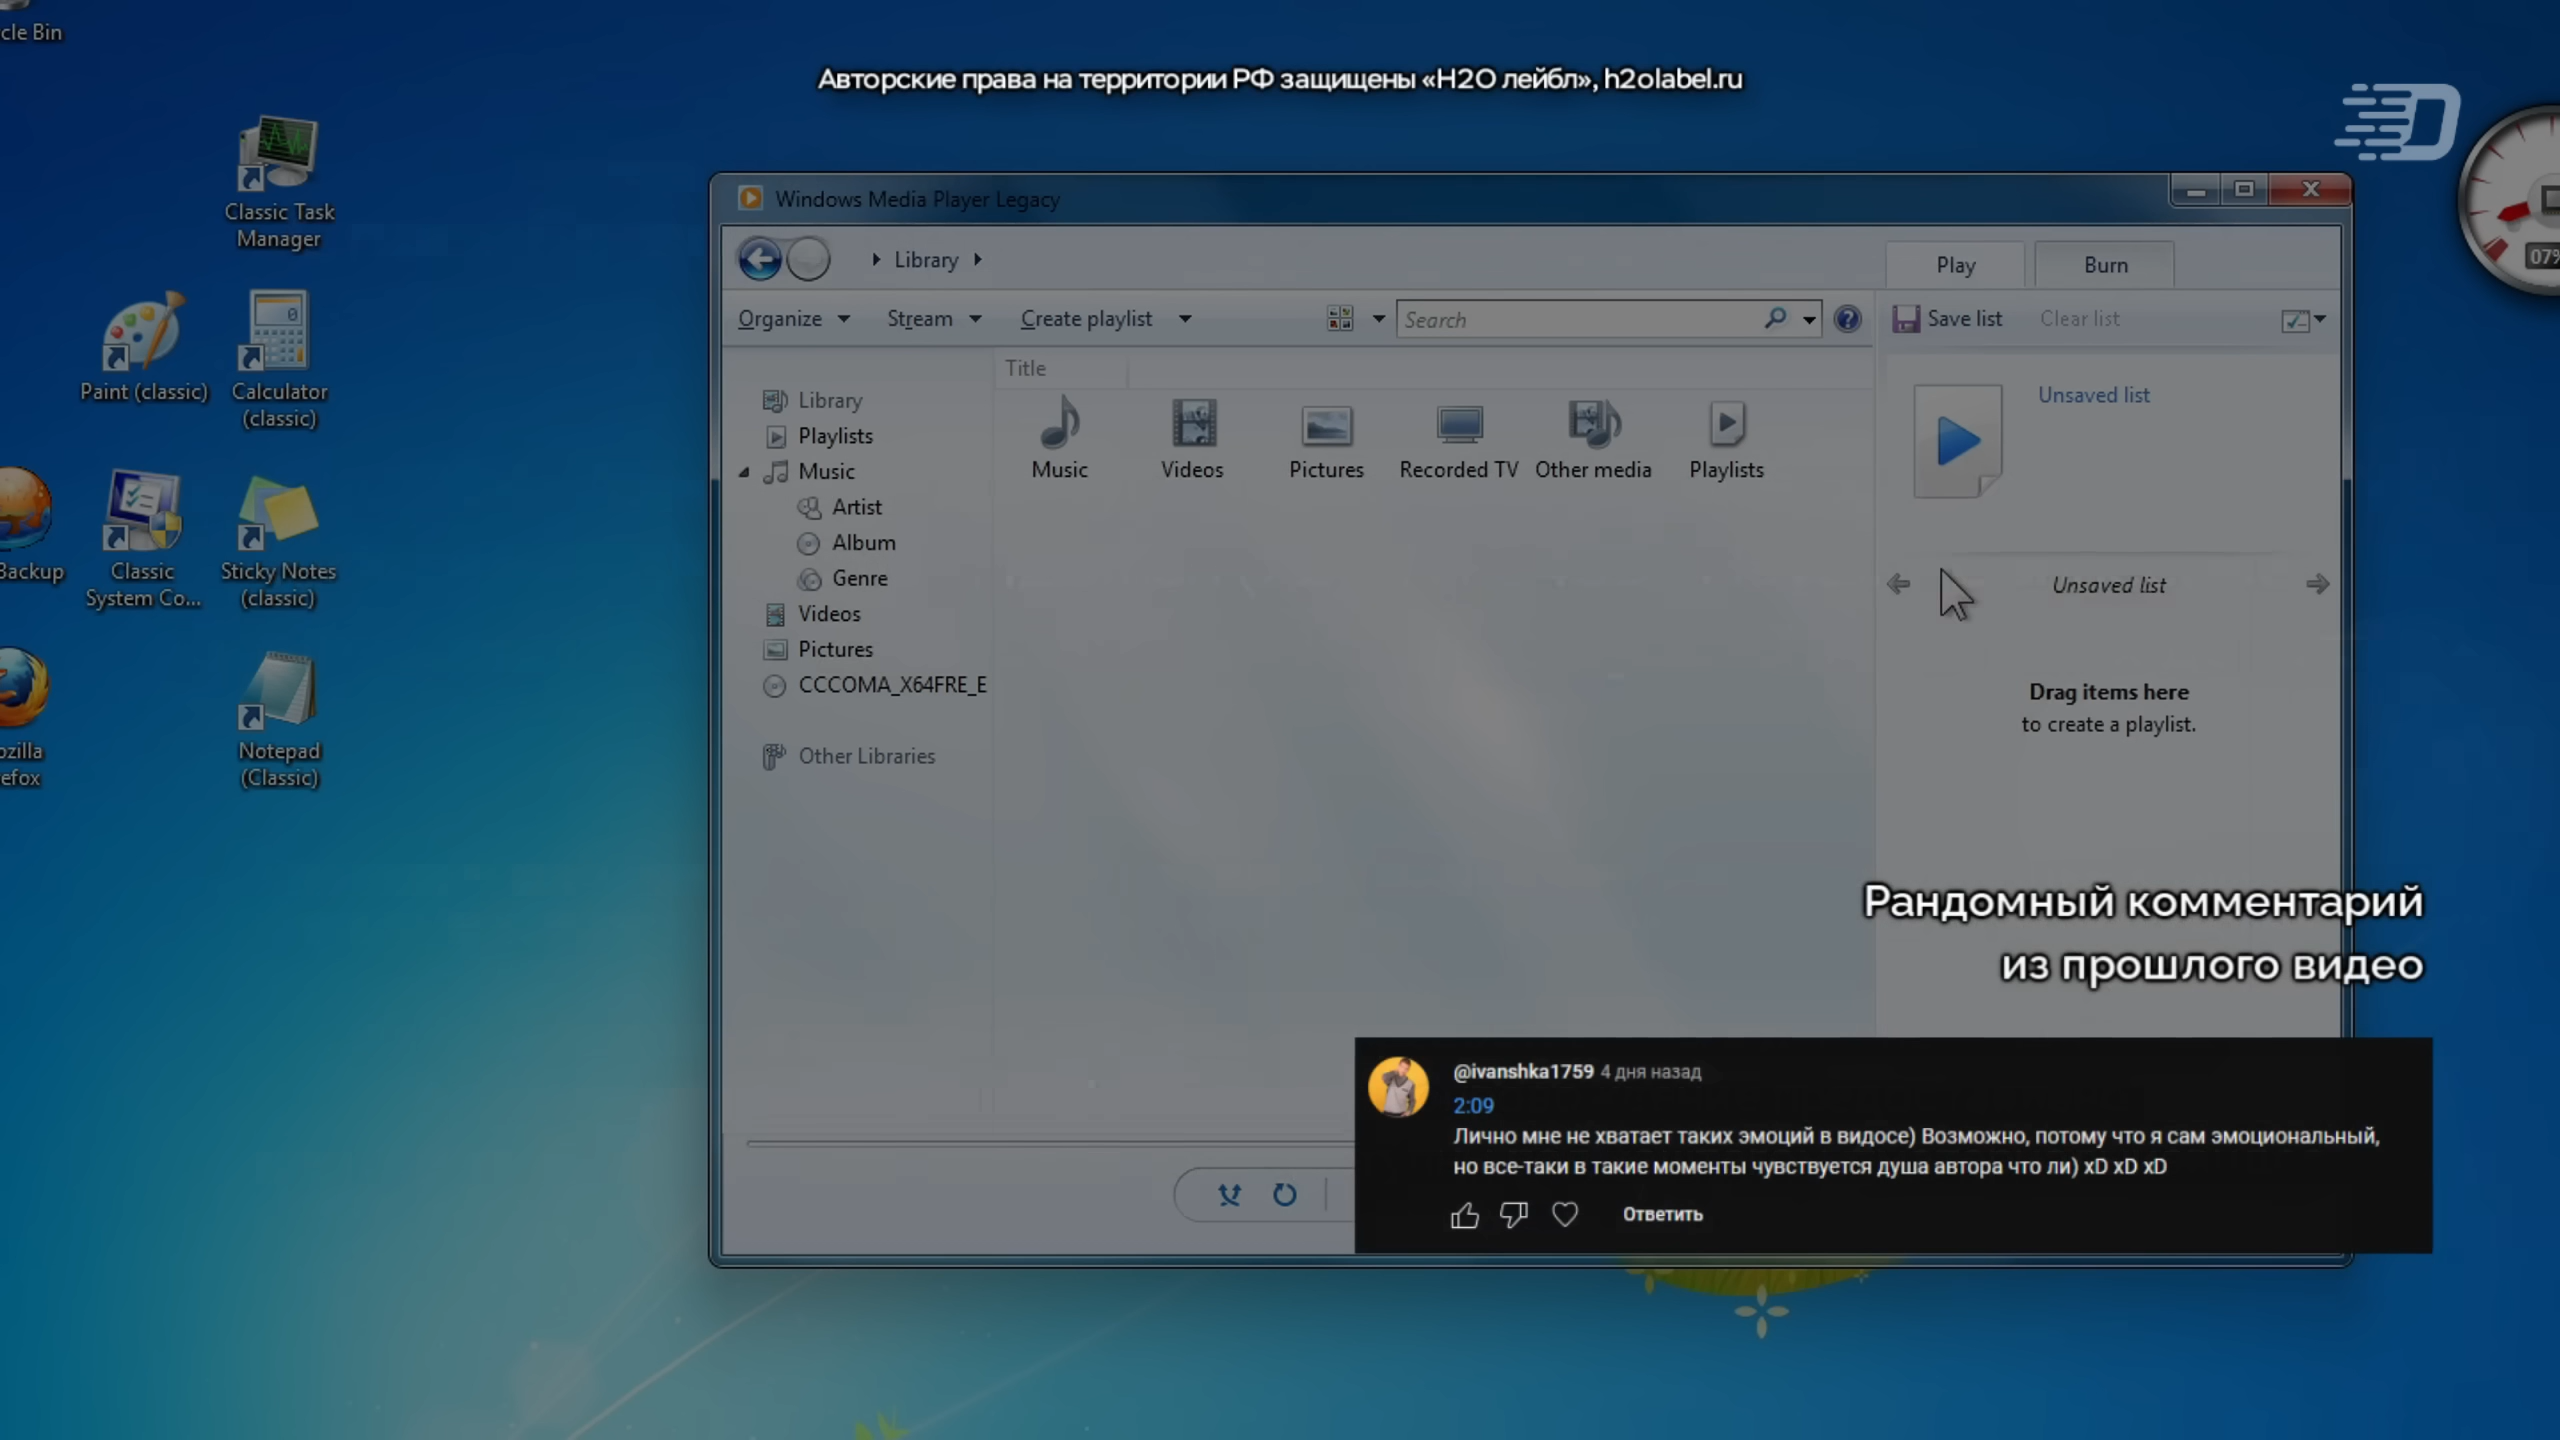 cle Bin
Авторские права на территории РФ защищены «Н2О лейбл», h2olabel.ru
Classic Task
Manager
Paint (classic)
Calculator
(classic)
Backup
Classic
System Co...
Sticky Notes
(classic)
ozilla
efox
Notepad
(Classic)
Windows Media Player Legacy
Library
Play
Burn
Organize
Stream
Create playlist
Search
Save list
Clear list
07%
Title
Library
Playlists
Music
Artist
Album
Genre
Videos
Pictures
CCCOMA_X64FRE_E
Other Libraries
Music
Videos
Pictures
Recorded TV
Other media
Playlists
Unsaved list
Unsaved list
Drag items here
to create a playlist.
Рандомный комментарий
из прошлого видео
@ivanshka1759 4 дня назад
2:09
Лично мне не хватает таких эмоций в видосе) Возможно, потому что я сам эмоциональный,
но все-таки в такие моменты чувствуется душа автора что ли) xD xD xD
Ответить